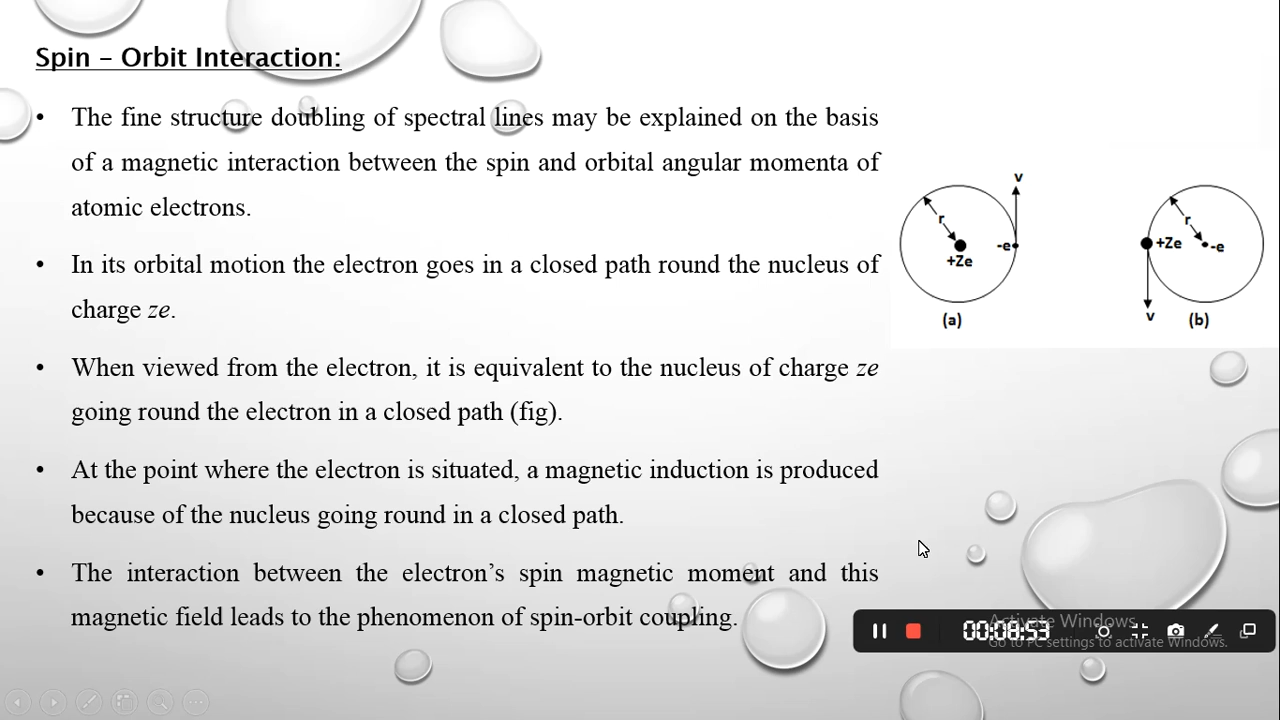 Spin – Orbit Interaction:
• The fine structure doubling of spectral lines may be explained on the basis
of a magnetic interaction between the spin and orbital angular momenta of
atomic electrons.
• In its orbital motion the electron goes in a closed path round the nucleus of
charge ze.
• When viewed from the electron, it is equivalent to the nucleus of charge ze
going round the electron in a closed path (fig).
• At the point where the electron is situated, a magnetic induction is produced
because of the nucleus going round in a closed path.
• The interaction between the electron’s spin magnetic moment and this
magnetic field leads to the phenomenon of spin-orbit coupling.
v
r
-e
+Ze
(a)
r
+Ze
-e
v
(b)
00:08:53
Activate Windows
Go to PC settings to activate Windows.